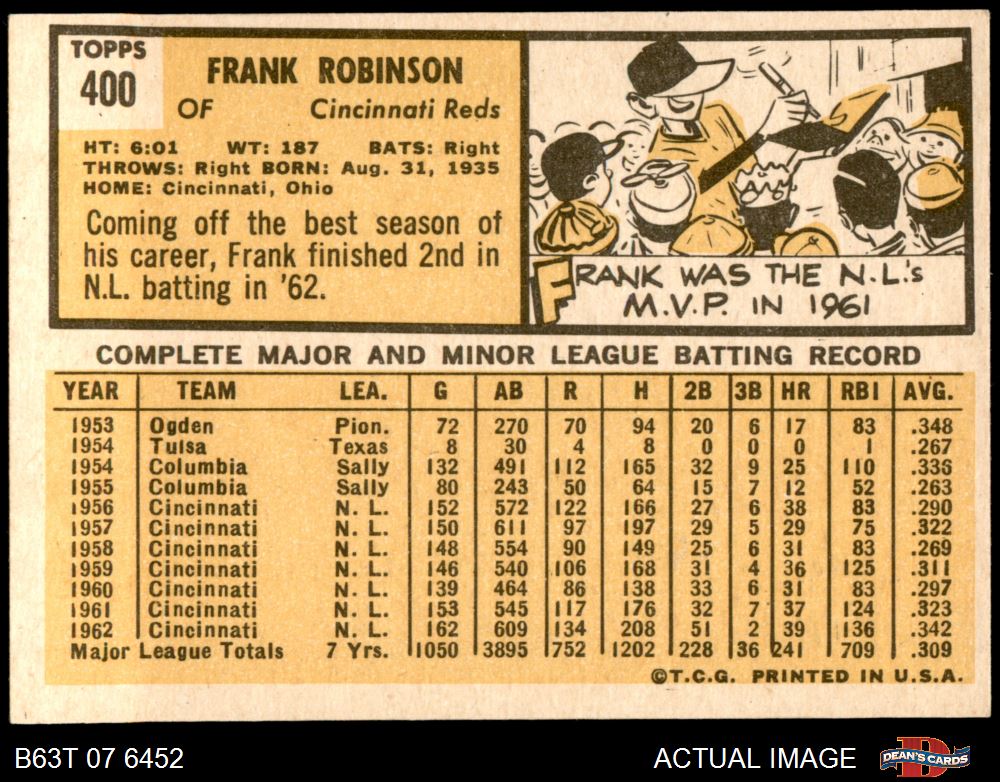 TOPPS
400
FRANK ROBINSON
OF Cincinnati Reds
HT: 6:01 WT: 187 BATS: Right
THROWS: Right BORN: Aug. 31, 1935
HOME: Cincinnati, Ohio
Coming off the best season of
his career, Frank finished 2nd in
N.L. batting in '62.
FRANK WAS THE N.L.'s
M.V.P. IN 1961
COMPLETE MAJOR AND MINOR LEAGUE BATTING RECORD
YEAR TEAM LEA. G AB R H 2B 3B HR RBI AVG.
1953 Ogden Pion. 72 270 70 94 20 6 17 83 .348
1954 Tulsa Texas 8 30 4 8 0 0 0 1 .267
1954 Columbia Sally 132 491 112 165 32 9 25 110 .336
1955 Columbia Sally 80 243 50 64 15 7 12 52 .263
1956 Cincinnati N. L. 152 572 122 166 27 6 38 83 .290
1957 Cincinnati N. L. 150 611 97 197 29 5 29 75 .322
1958 Cincinnati N. L. 148 554 90 149 25 6 31 83 .269
1959 Cincinnati N. L. 146 540 106 168 31 4 36 125 .311
1960 Cincinnati N. L. 139 464 86 138 33 6 31 83 .297
1961 Cincinnati N. L. 153 545 117 176 32 7 37 124 .323
1962 Cincinnati N. L. 162 609 134 208 51 2 39 136 .342
Major League Totals 7 Yrs. 1050 3895 752 1202 228 36 241 709 .309
©T.C.G. PRINTED IN U.S.A.
B63T 07 6452 ACTUAL IMAGE DEAN'S CARDS